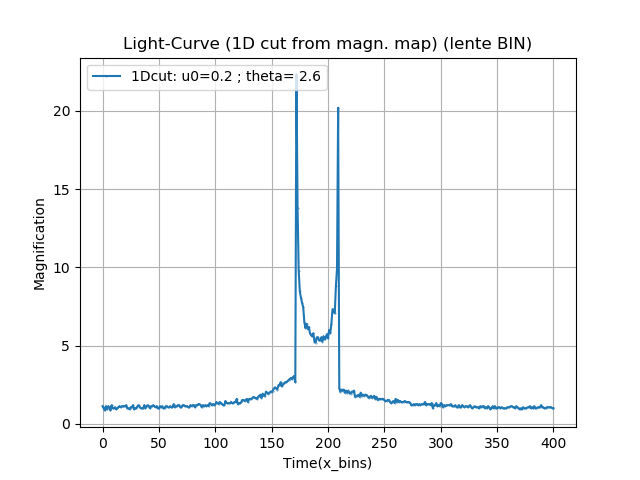 Light-Curve (1D cut from magn. map) (lente BIN)
1Dcut: u0=0.2 ; theta= 2.6
20
15
10
5
0
Magnification
0 50 100 150 200 250 300 350 400
Time(x_bins)